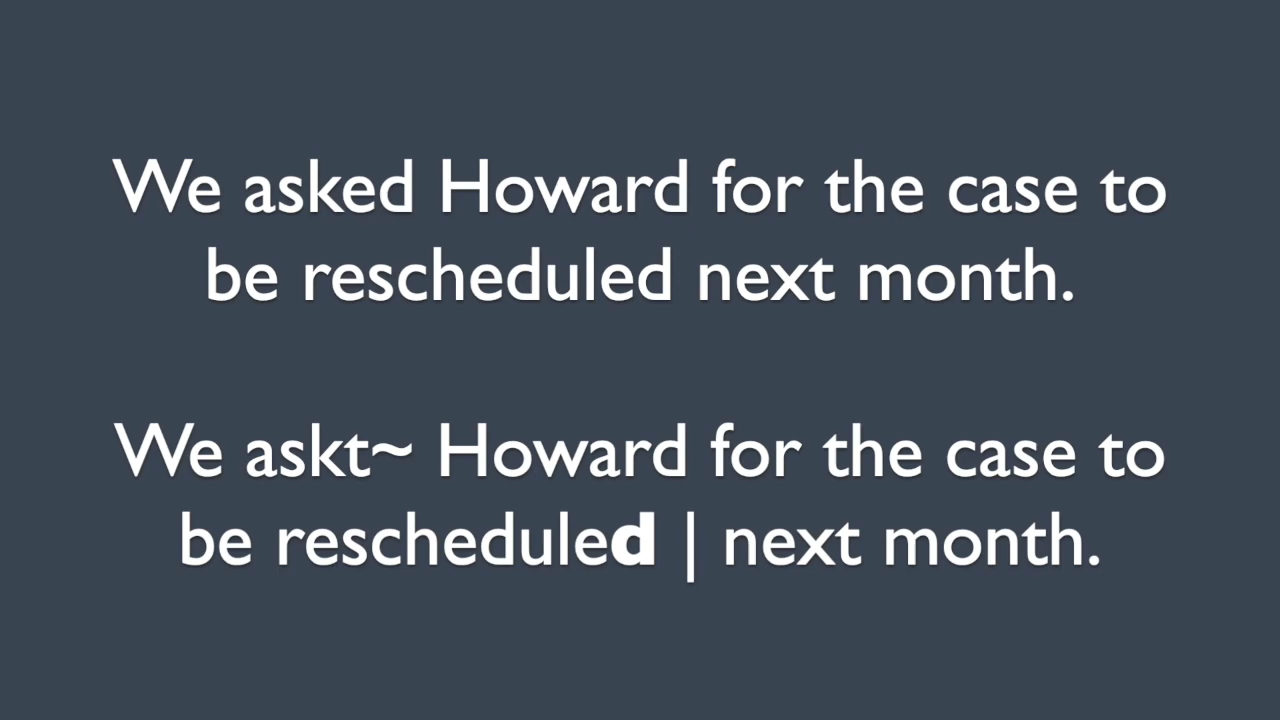 We asked Howard for the case to
be rescheduled next month.
We askt~ Howard for the case to
be rescheduled | next month.